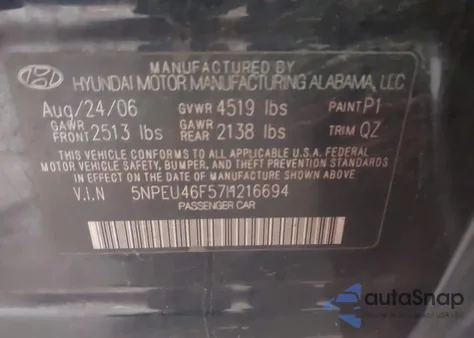 MANUFACTURED BY
HYUNDAI MOTOR MANUFACTURING ALABAMA, LLC
Aug/24/06 GVWR 4519 lbs PAINT P1
GAWR FRONT 2513 lbs GAWR REAR 2138 lbs TRIM QZ
THIS VEHICLE CONFORMS TO ALL APPLICABLE U.S.A. FEDERAL
MOTOR VEHICLE SAFETY, BUMPER, AND THEFT PREVENTION STANDARDS
IN EFFECT ON THE DATE OF MANUFACTURE SHOWN ABOVE.
V.I.N 5NPEU46F57H216694
PASSENGER CAR
autaSnap